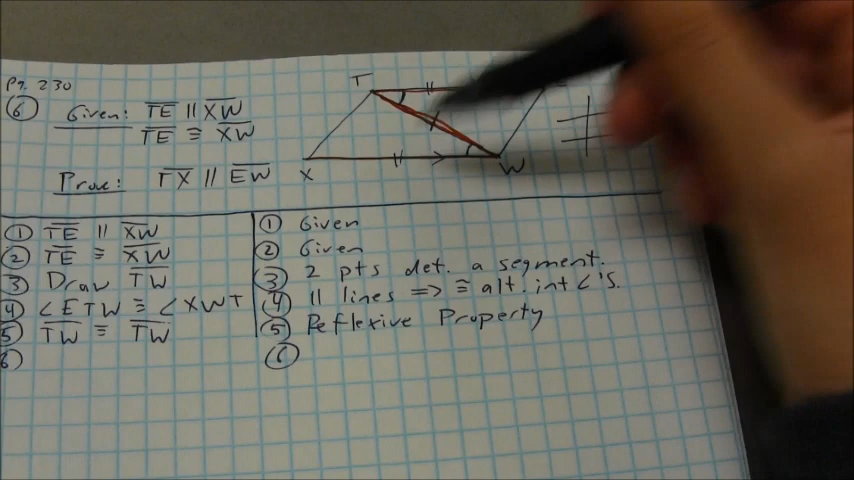 Pg. 230
⑥ Given: TE || XW
TE ≅ XW
Prove: TX || EW
T
X
W
① TE || XW ① Given
② TE ≅ XW ② Given
③ Draw TW ③ 2 pts det. a segment.
④ ∠ETW ≅ ∠XWT ④ || lines => ≅ alt. int ∠'s.
⑤ TW ≅ TW ⑤ Reflexive Property
⑥ ⑥